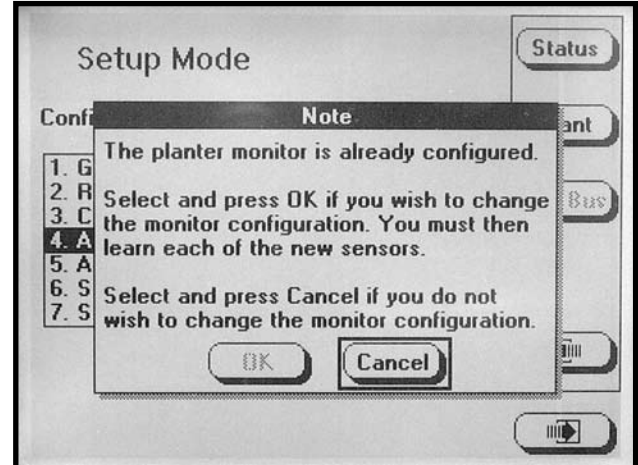 Setup Mode
Status
Confi
Note
ant
The planter monitor is already configured.
1. G
2. R
3. C
4. A
5. A
6. S
7. S
Select and press OK if you wish to change
the monitor configuration. You must then
learn each of the new sensors.
Bus
Select and press Cancel if you do not
wish to change the monitor configuration.
OK
Cancel